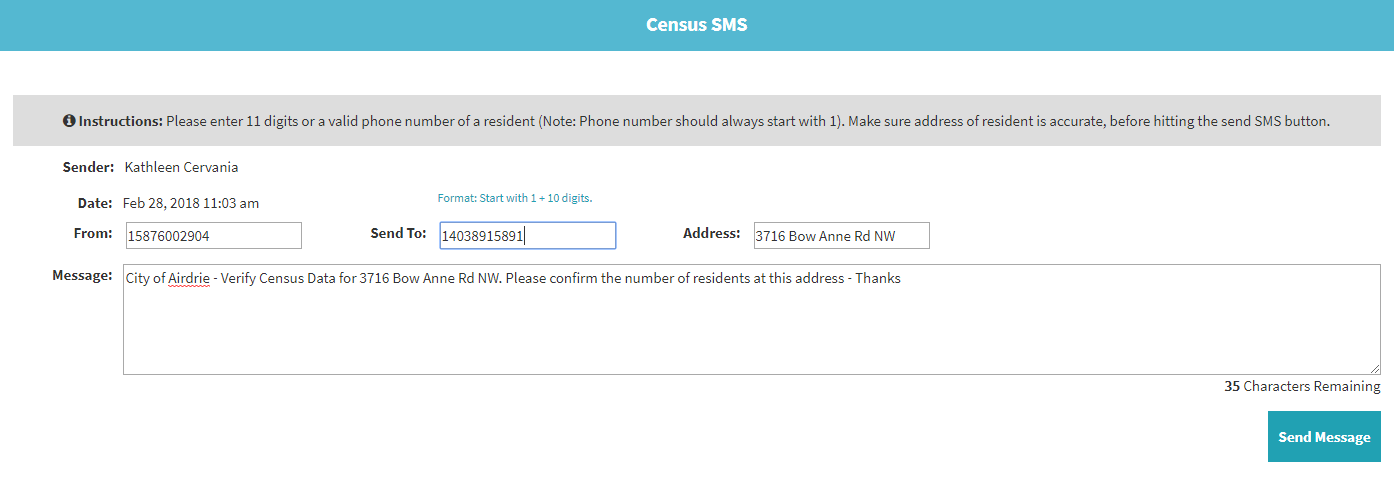 Census SMS
Instructions: Please enter 11 digits or a valid phone number of a resident (Note: Phone number should always start with 1). Make sure address of resident is accurate, before hitting the send SMS button.
Sender: Kathleen Cervania
Date: Feb 28, 2018 11:03 am
Format: Start with 1 + 10 digits.
From: 15876002904 Send To: 14038915891 Address: 3716 Bow Anne Rd NW
Message: City of Airdrie - Verify Census Data for 3716 Bow Anne Rd NW. Please confirm the number of residents at this address - Thanks
35 Characters Remaining
Send Message